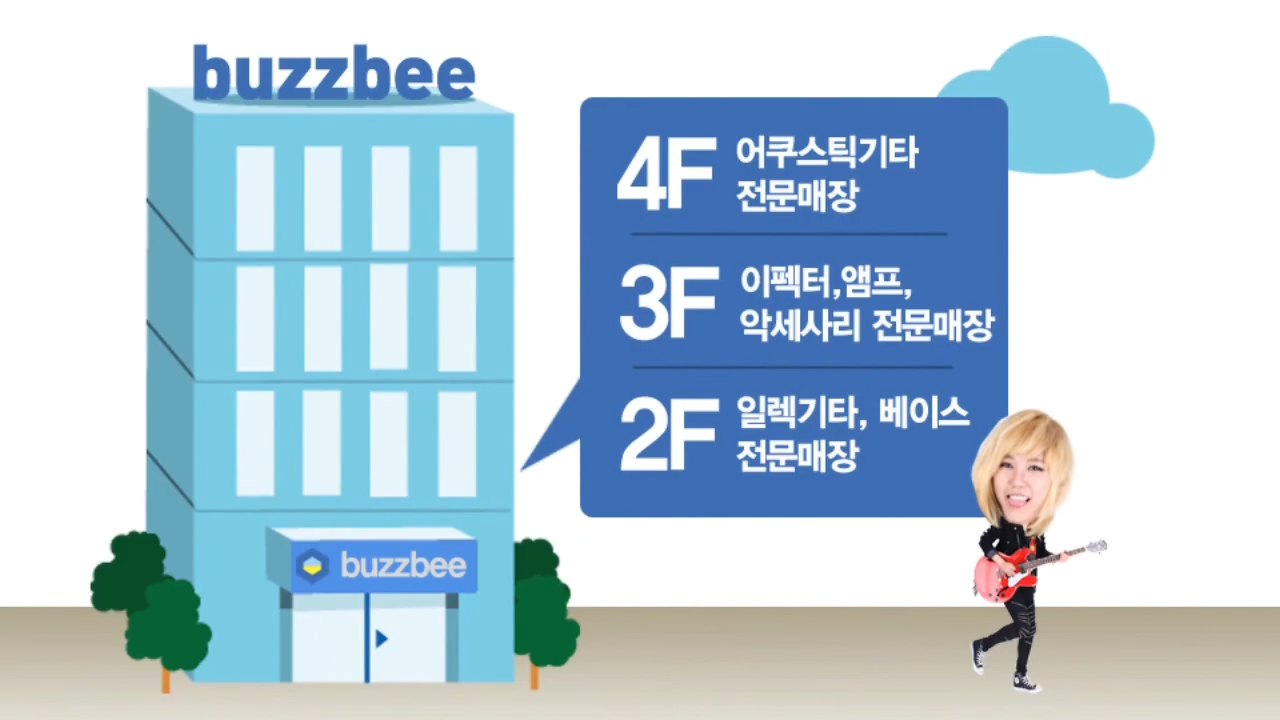 buzzbee
4F 어쿠스틱기타
전문매장
3F 이펙터,앰프,
악세사리 전문매장
2F 일렉기타, 베이스
전문매장
buzzbee